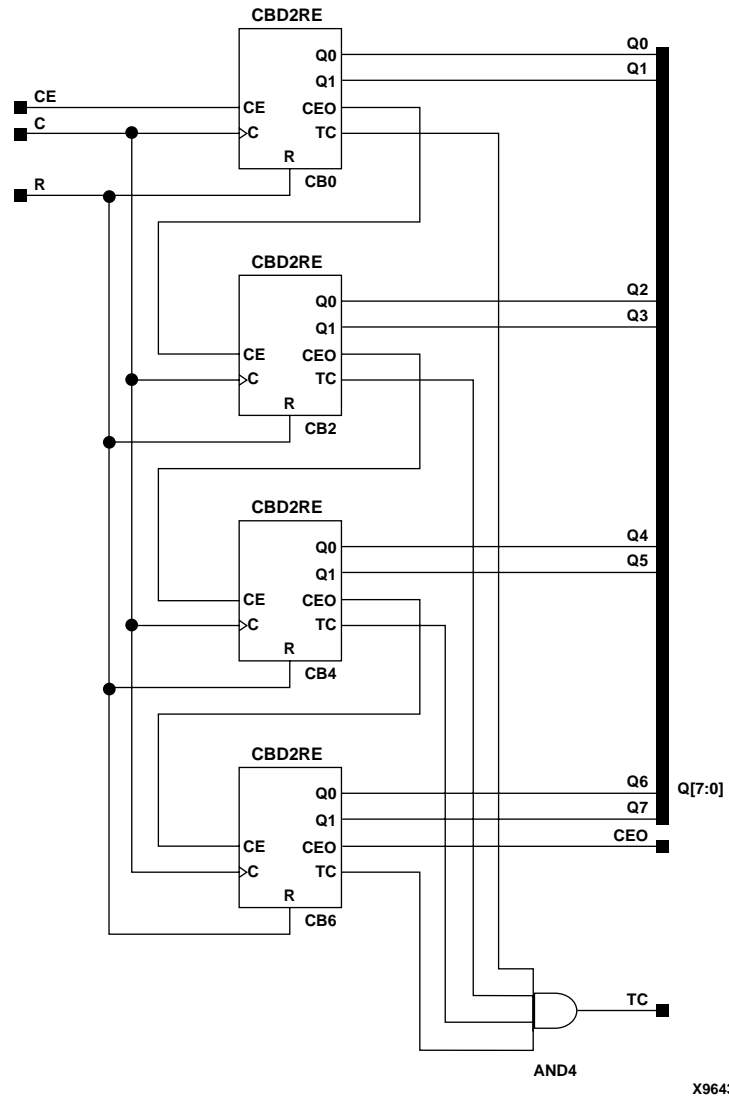 CBD2RE
Q0 Q0
Q1 Q1
CE CE CEO
C C TC
R R
CB0
CBD2RE
Q0 Q2
Q1 Q3
CE CEO
C TC
R
CB2
CBD2RE
Q0 Q4
Q1 Q5
CE CEO
C TC
R
CB4
CBD2RE
Q0 Q6 Q[7:0]
Q1 Q7
CE CEO CEO
C TC
R
CB6
TC
AND4
X9643